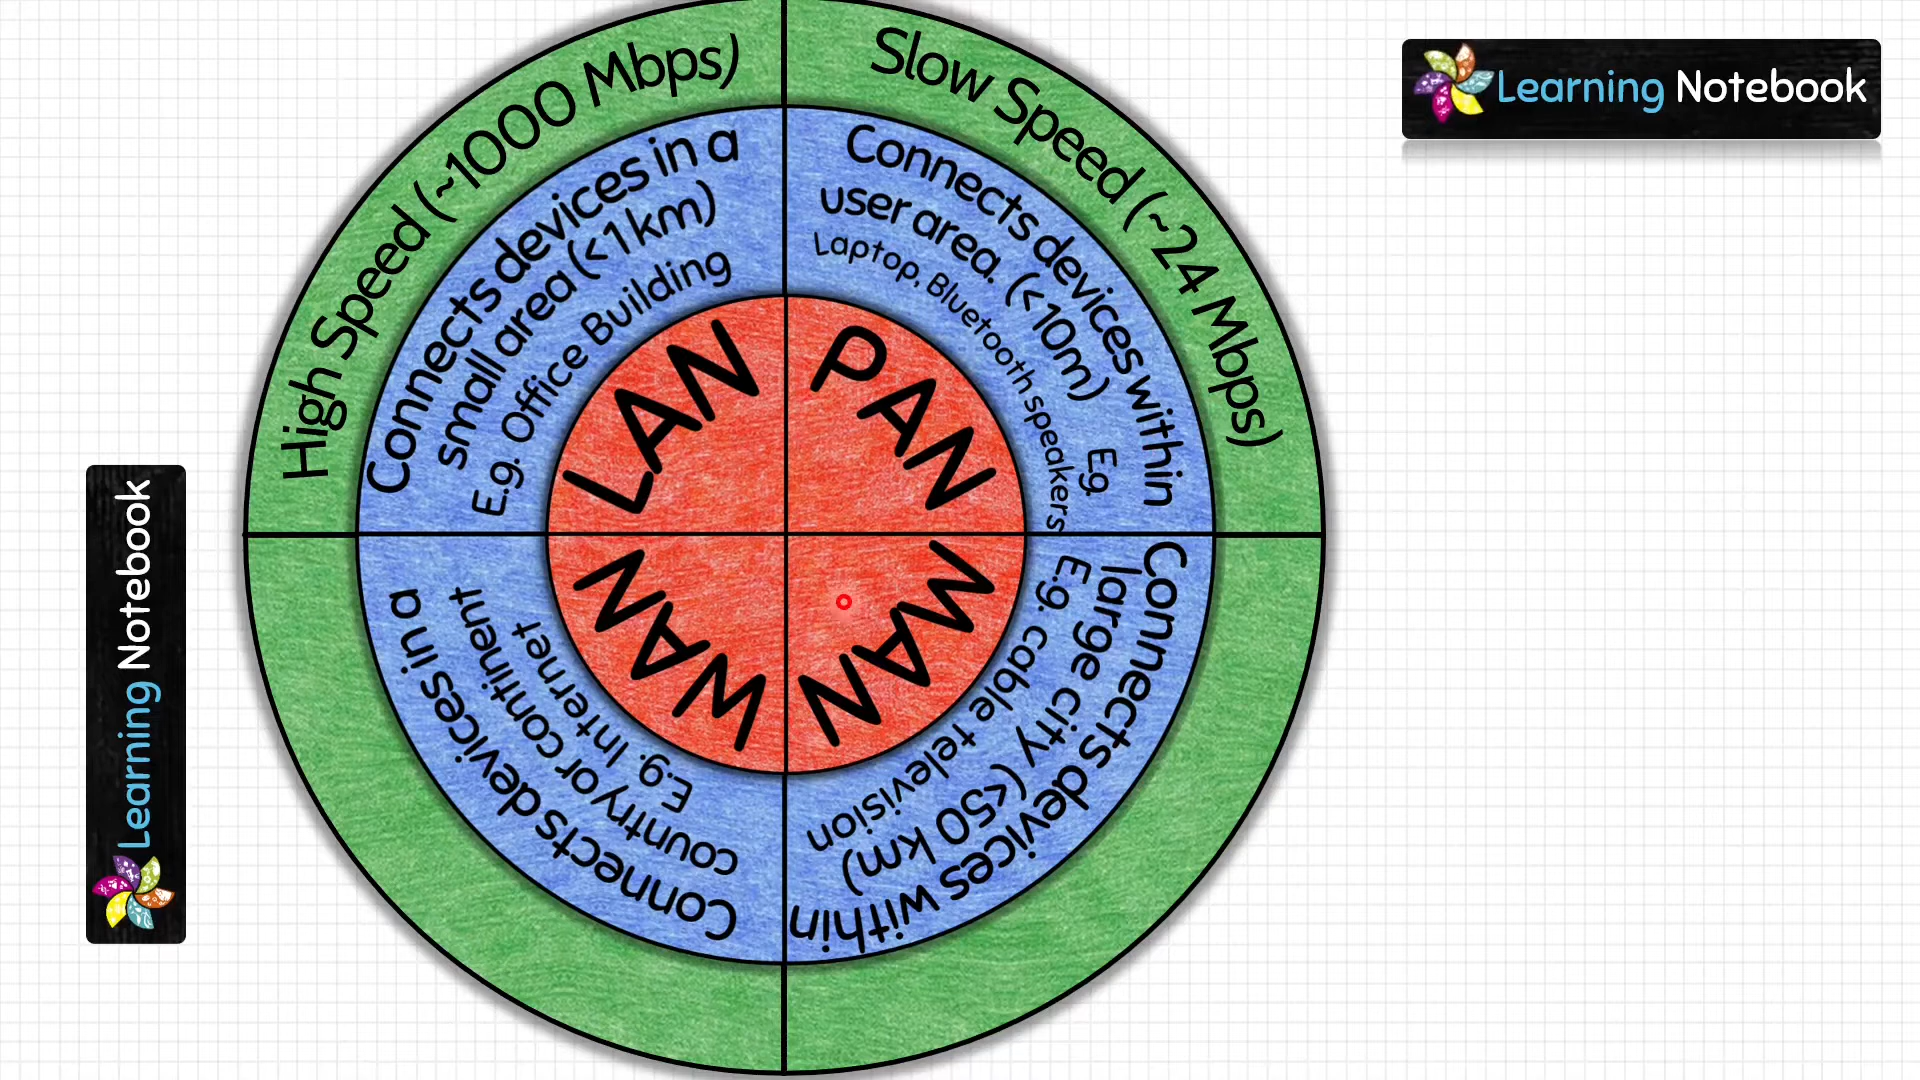 High Speed (~1000 Mbps)
Connects devices in a
small area (<1 km)
E.g. Office Building
LAN
Slow Speed (~24 Mbps)
Connects devices within
user area. (<10m) E.g.
Laptop, Bluetooth speakers
PAN
Connects devices within
large city (<50 km)
E.g. cable television
MAN
Connects devices in a
country or continent
E.g. Internet
WAN
Learning Notebook
Learning Notebook